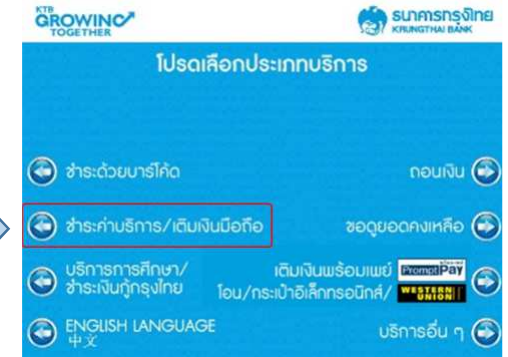 KTB
GROWING
TOGETHER
ธนาคารกรุงไทย
KRUNGTHAI BANK
โปรดเลือกประเภทบริการ
ชำระด้วยบาร์โค้ด
ถอนเงิน
ชำระค่าบริการ/เติมเงินมือถือ
ขอดูยอดคงเหลือ
บริการการศึกษา/
ชำระเงินกู้กรุงไทย
เติมเงินพร้อมเพย์ PromptPay
โอน/กระเป๋าอิเล็กทรอนิกส์/ WESTERN UNION
ENGLISH LANGUAGE
中文
บริการอื่น ๆ